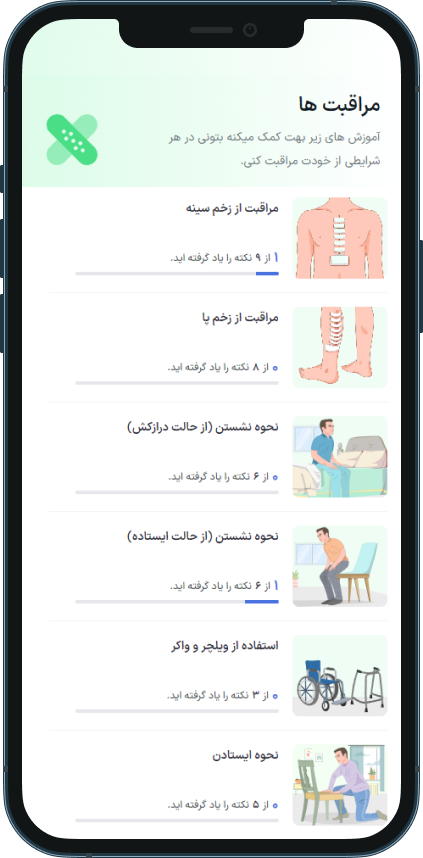 مراقبت ها
آموزش های زیر بهت کمک میکنه بتونی در هر
شرایطی از خودت مراقبت کنی.
مراقبت از زخم سینه
۱ از ۹ نکته را یاد گرفته اید.
مراقبت از زخم پا
۰ از ۸ نکته را یاد گرفته اید.
نحوه نشستن (از حالت درازکش)
۰ از ۶ نکته را یاد گرفته اید.
نحوه نشستن (از حالت ایستاده)
۱ از ۶ نکته را یاد گرفته اید.
استفاده از ویلچر و واکر
۰ از ۳ نکته را یاد گرفته اید.
نحوه ایستادن
۰ از ۵ نکته را یاد گرفته اید.